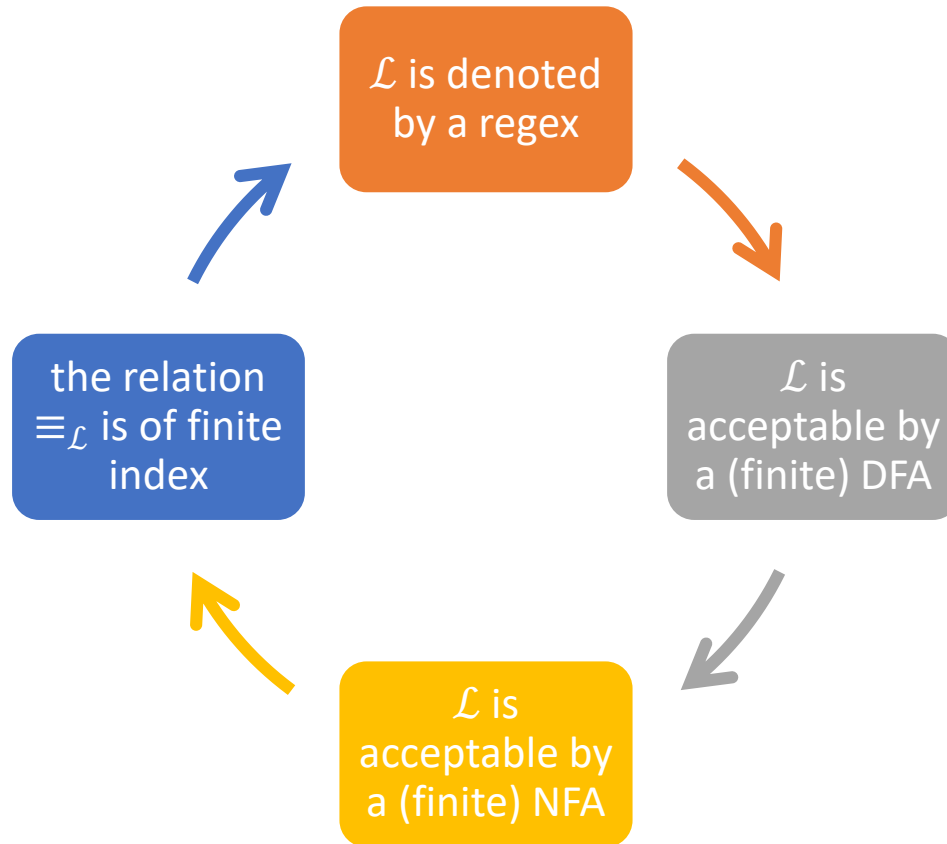 ℒ is denoted
by a regex
the relation
≡ℒ is of finite
index
ℒ is
acceptable by
a (finite) DFA
ℒ is
acceptable by
a (finite) NFA